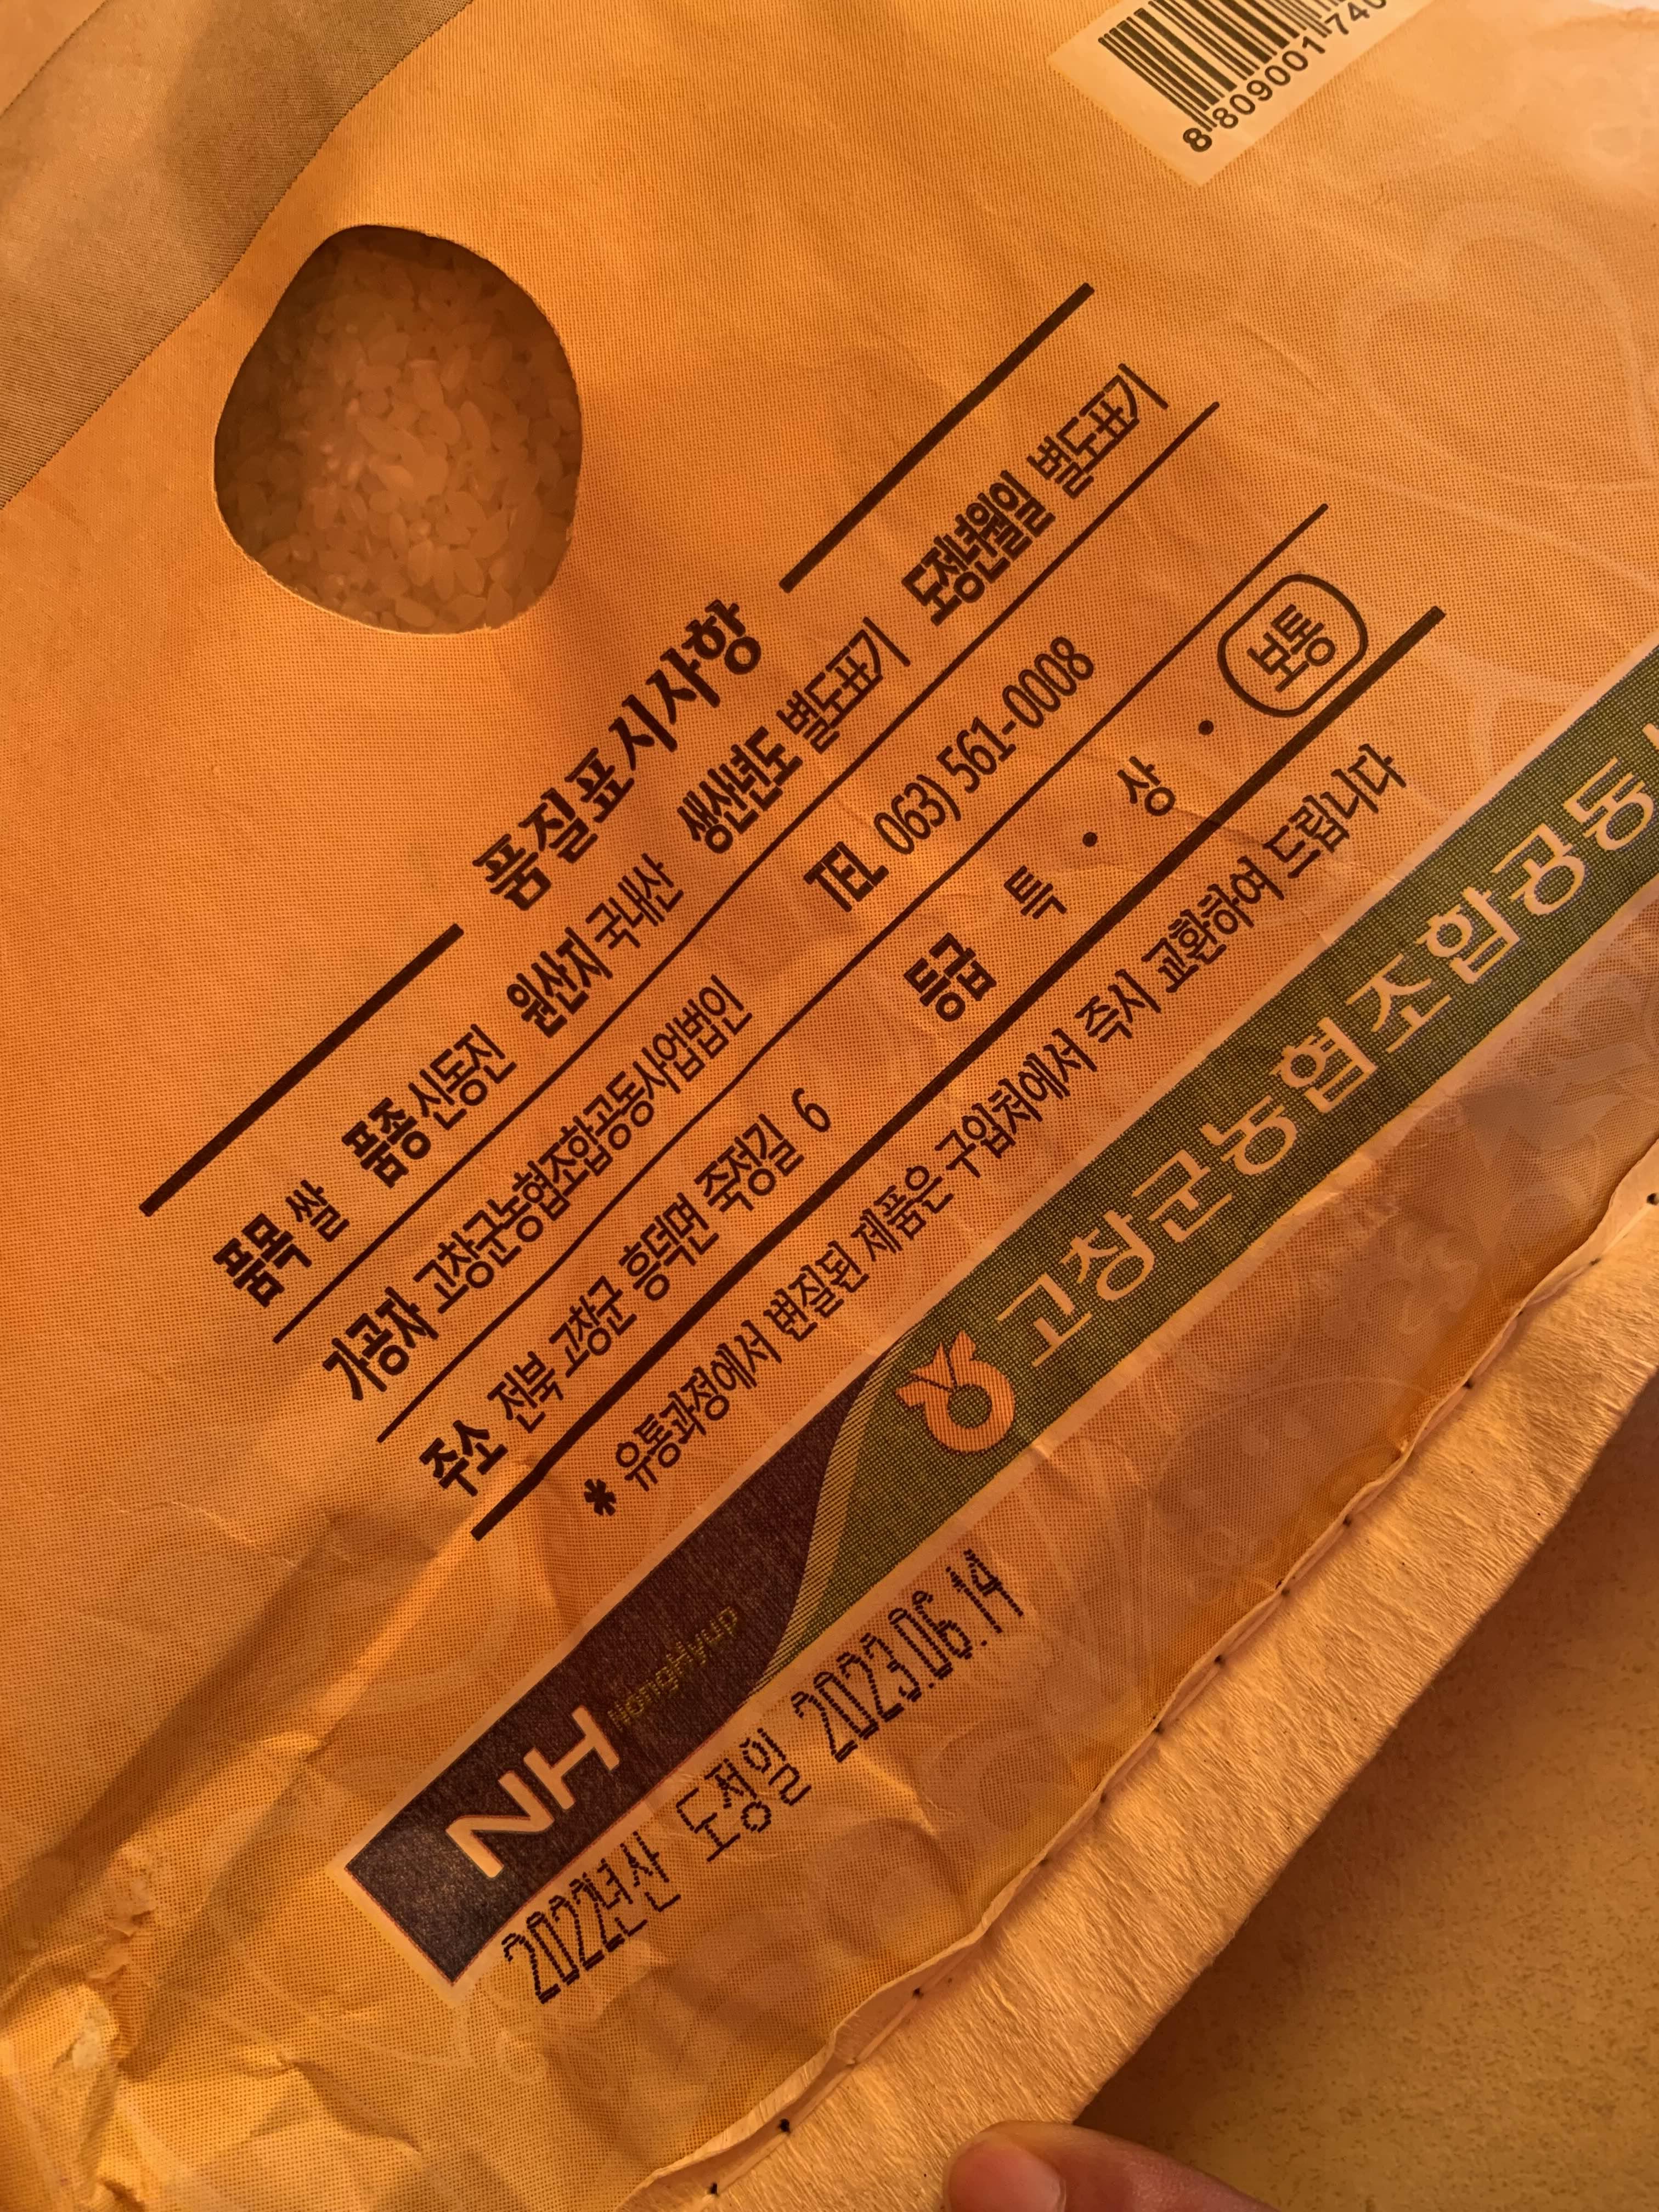 8 809001 740
품질표시사항
품목 쌀 품종 신동진 원산지 국내산 생산년도 별도표기 도정년월일 별도표기
가공자 고창군농협조합공동사업법인 TEL 063) 561-0008
주소 전북 고창군 흥덕면 죽정길 6 등급 특 • 상 • 보통
* 유통과정에서 변질된 제품은 구입처에서 즉시 교환하여 드립니다
NH NongHyup 고창군농협조합공동
2022년산 도정일 2023.06.14